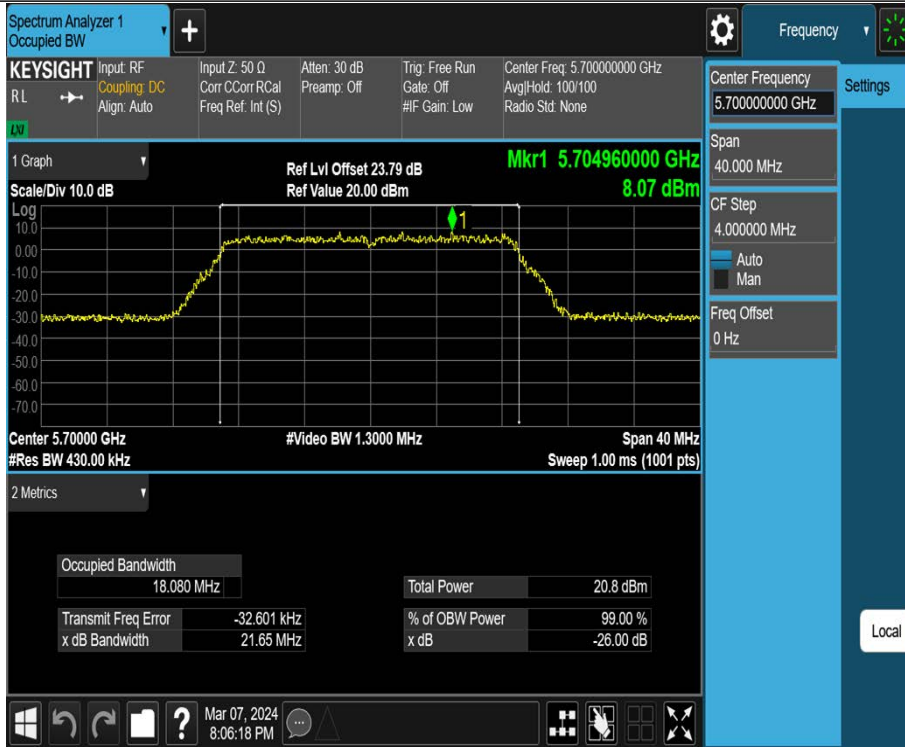 Spectrum Analyzer 1
Occupied BW
+
Frequency
KEYSIGHT
R L
LXI
Input: RF
Coupling: DC
Align: Auto
Input Z: 50 Ω
Corr CCorr RCal
Freq Ref: Int (S)
Atten: 30 dB
Preamp: Off
Trig: Free Run
Gate: Off
#IF Gain: Low
Center Freq: 5.700000000 GHz
Avg|Hold: 100/100
Radio Std: None
Center Frequency
5.700000000 GHz
Settings
Span
40.000 MHz
CF Step
4.000000 MHz
Auto
Man
Freq Offset
0 Hz
1 Graph
Scale/Div 10.0 dB
Ref Lvl Offset 23.79 dB
Ref Value 20.00 dBm
Mkr1 5.704960000 GHz
8.07 dBm
Log
10.0
0.00
-10.0
-20.0
-30.0
-40.0
-50.0
-60.0
-70.0
1
Center 5.70000 GHz
#Video BW 1.3000 MHz
Span 40 MHz
#Res BW 430.00 kHz
Sweep 1.00 ms (1001 pts)
2 Metrics
Occupied Bandwidth
18.080 MHz
Total Power 20.8 dBm
Transmit Freq Error -32.601 kHz
% of OBW Power 99.00 %
x dB Bandwidth 21.65 MHz
x dB -26.00 dB
Local
?
Mar 07, 2024
8:06:18 PM